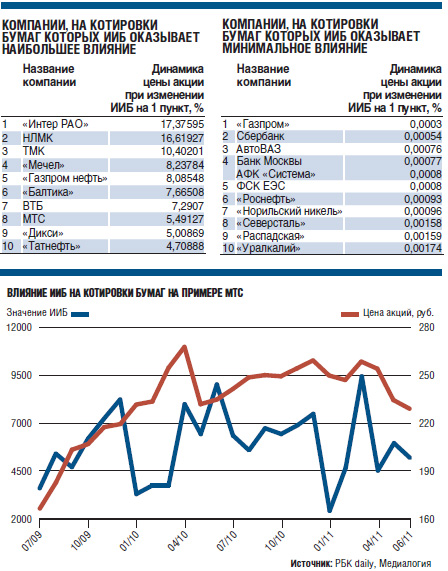 КОМПАНИИ, НА КОТИРОВКИ
БУМАГ КОТОРЫХ ИИБ ОКАЗЫВАЕТ
НАИБОЛЬШЕЕ ВЛИЯНИЕ
Название компании
Динамика цены акции при изменении ИИБ на 1 пункт, %
1 «Интер РАО» 17,37595
2 НЛМК 16,61927
3 ТМК 10,40201
4 «Мечел» 8,23784
5 «Газпром нефть» 8,08548
6 «Балтика» 7,66508
7 ВТБ 7,2907
8 МТС 5,49127
9 «Дикси» 5,00869
10 «Татнефть» 4,70888
КОМПАНИИ, НА КОТИРОВКИ
БУМАГ КОТОРЫХ ИИБ ОКАЗЫВАЕТ
МИНИМАЛЬНОЕ ВЛИЯНИЕ
Название компании
Динамика цены акции при изменении ИИБ на 1 пункт, %
1 «Газпром» 0,0003
2 Сбербанк 0,00054
3 АвтоВАЗ 0,00076
4 Банк Москвы 0,00077
АФК «Система» 0,0008
5 ФСК ЕЭС 0,0008
6 «Роснефть» 0,00093
7 «Норильский никель» 0,00096
8 «Северсталь» 0,00158
9 «Распадская» 0,00159
10 «Уралкалий» 0,00174
ВЛИЯНИЕ ИИБ НА КОТИРОВКИ БУМАГ НА ПРИМЕРЕ МТС
Значение ИИБ
Цена акций, руб.
12000 280
9500 250
7000 220
4500 190
2000 160
07/09 10/09 01/10 04/10 07/10 10/10 01/11 04/11 06/11
Источник: РБК daily, Медиалогия